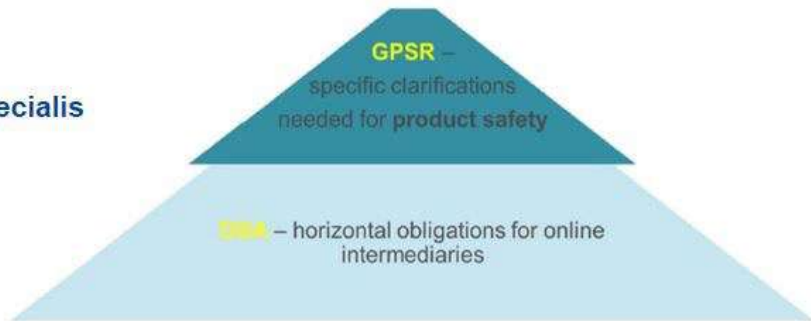 GPSR –
specific clarifications
needed for product safety
ecialis
DSA – horizontal obligations for online
intermediaries